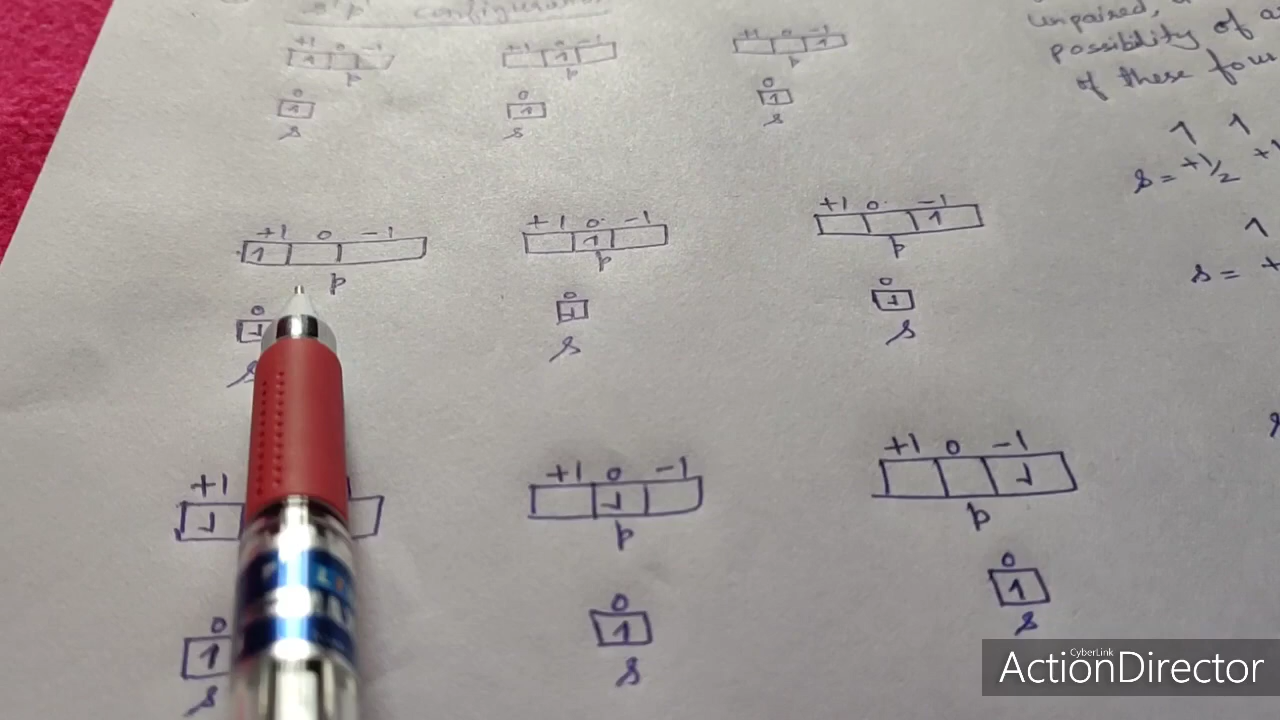 s'p' configuration
unpaired,
possibility of
of these four
+1 0 -1 +1 0 -1 +1 0 -1
1 1 1
p p p
0 0 0
1 1 1
s s s
1 1
s = +1/2 +1
+1 0 -1 +1 0 -1 +1 0 -1
1 1 1
p p p
1
s = +
0 0 0
s s s
+1 +1 0 -1 +1 0 -1
p p
0 0 0
1 1 1
s s s
CyberLink
ActionDirector